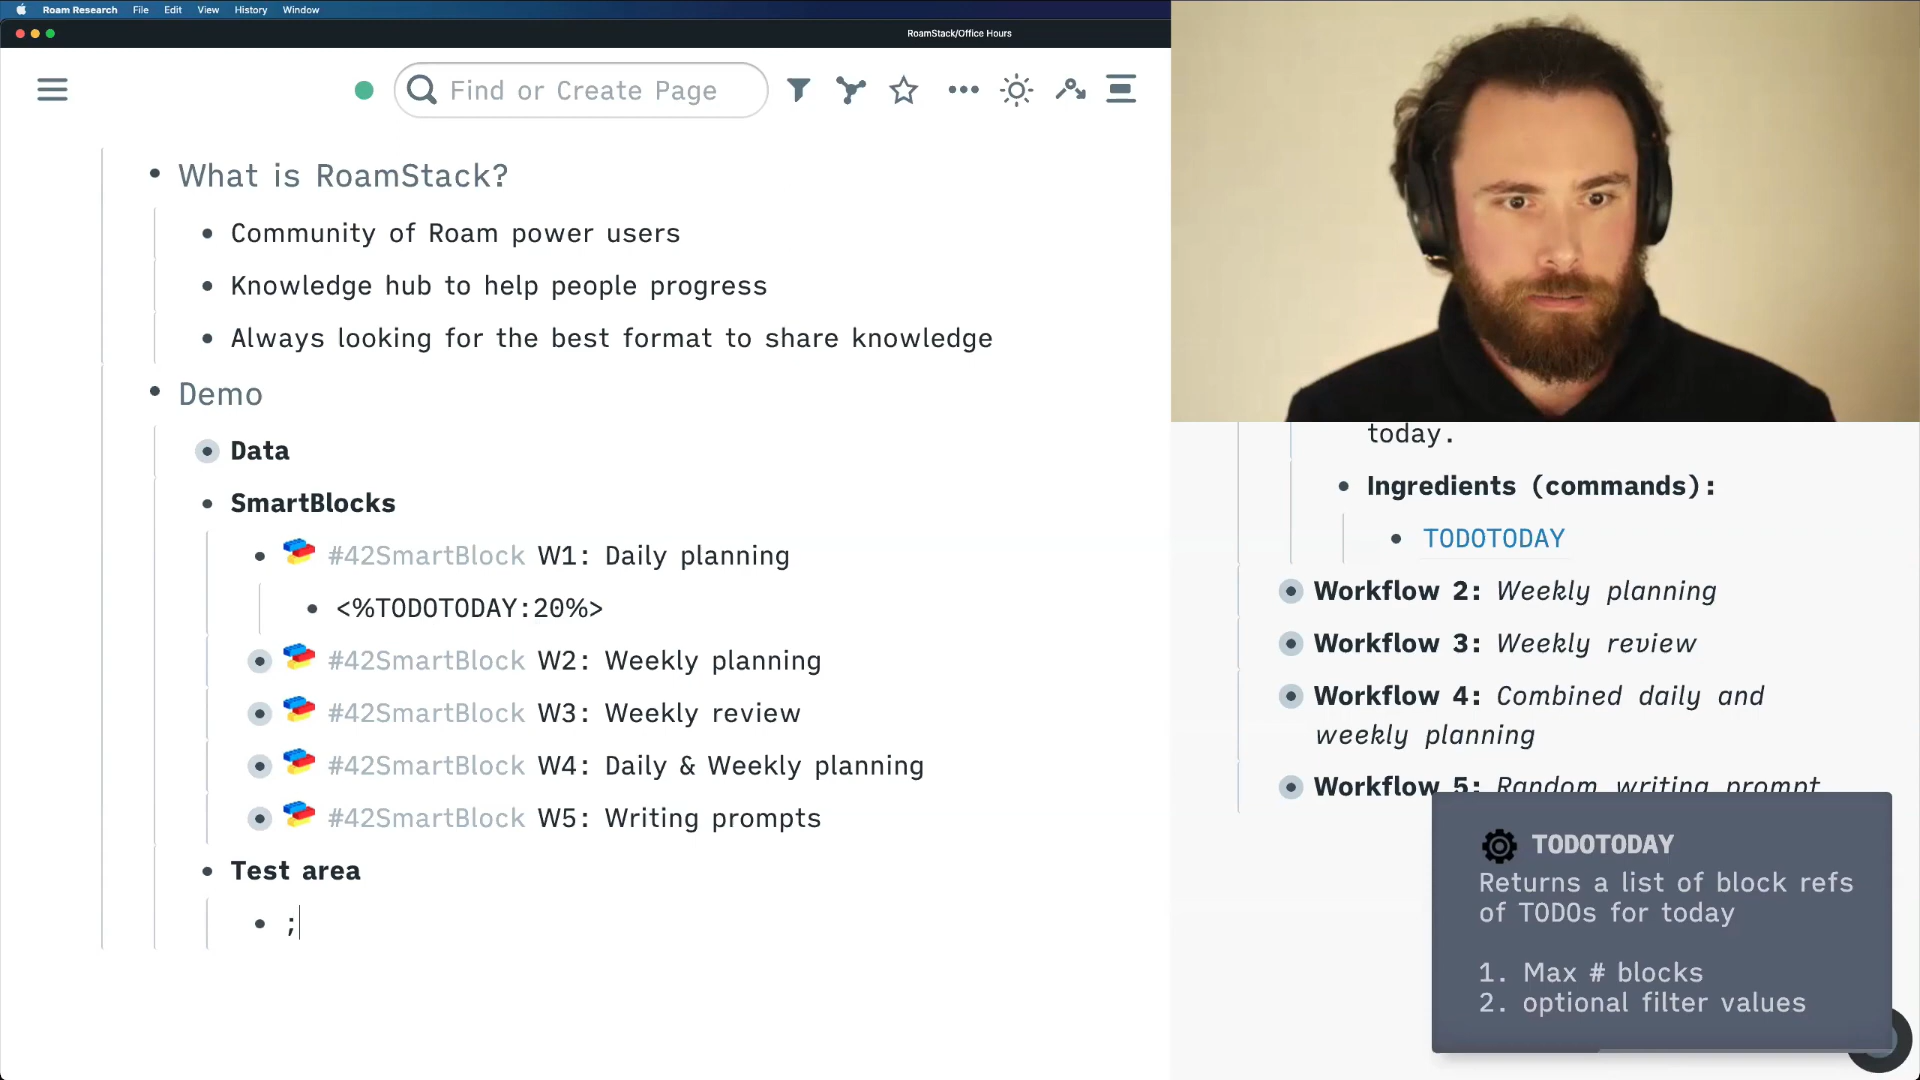 Roam Research File Edit View History Window
RoamStack/Office Hours
Find or Create Page
What is RoamStack?
Community of Roam power users
Knowledge hub to help people progress
Always looking for the best format to share knowledge
Demo
Data
SmartBlocks
#42SmartBlock W1: Daily planning
<%TODOTODAY:20%>
#42SmartBlock W2: Weekly planning
#42SmartBlock W3: Weekly review
#42SmartBlock W4: Daily & Weekly planning
#42SmartBlock W5: Writing prompts
Test area
;
today.
Ingredients (commands):
TODOTODAY
Workflow 2: Weekly planning
Workflow 3: Weekly review
Workflow 4: Combined daily and
weekly planning
Workflow 5: Random writing prompt
TODOTODAY
Returns a list of block refs
of TODOs for today
1. Max # blocks
2. optional filter values